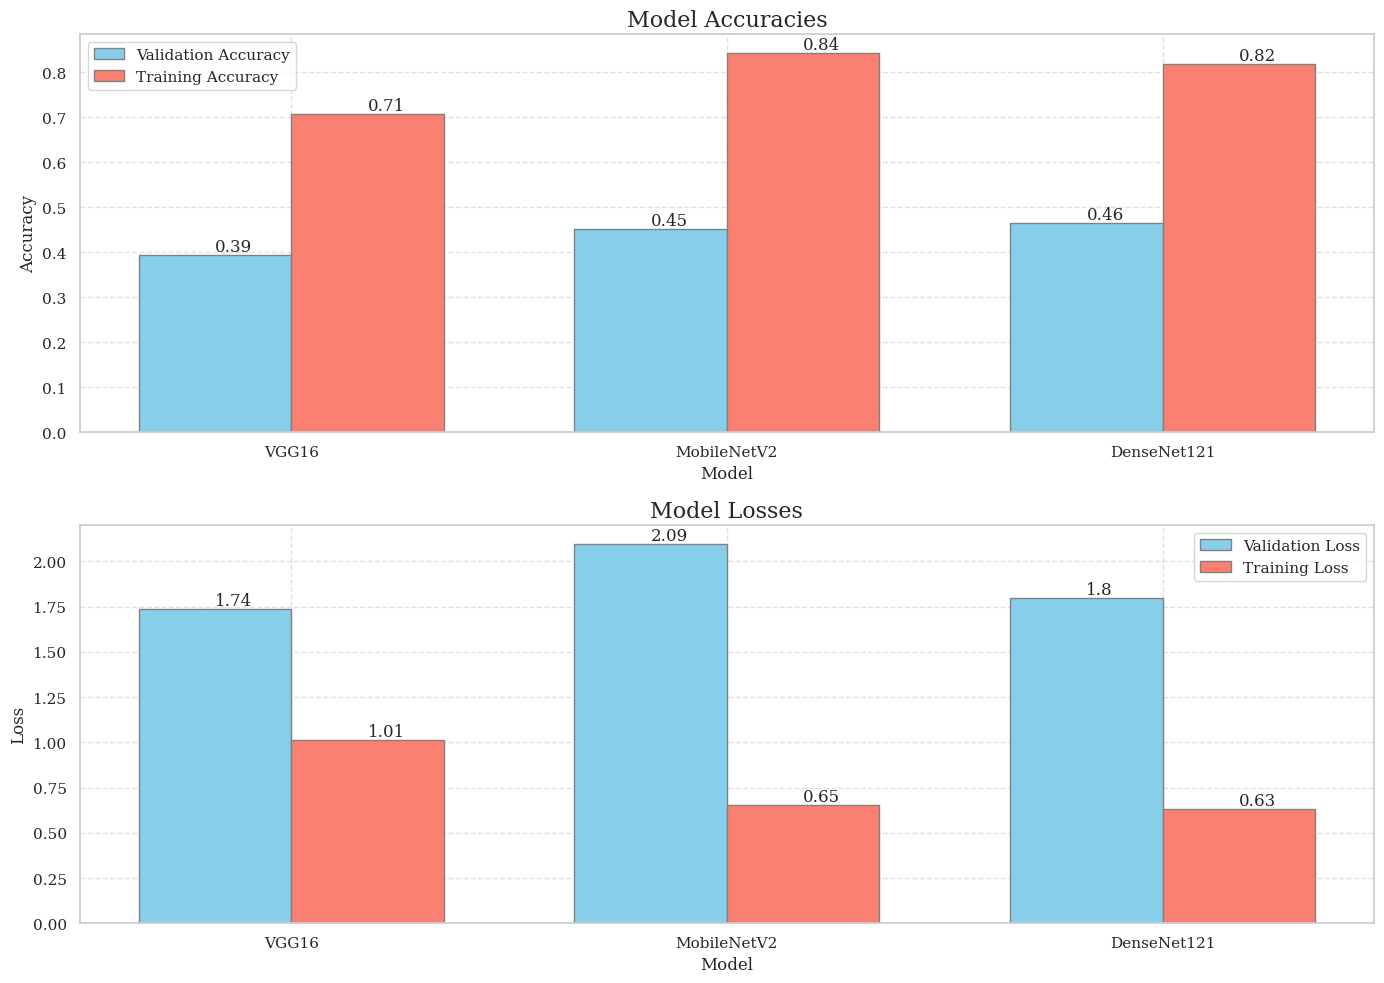 Model Accuracies
Validation Accuracy
Training Accuracy
0.84
0.82
0.71
0.46
0.45
0.39
Accuracy
0.8
0.7
0.6
0.5
0.4
0.3
0.2
0.1
0.0
VGG16 MobileNetV2 DenseNet121
Model
Model Losses
Validation Loss
Training Loss
2.09
1.8
1.74
1.01
0.65
0.63
Loss
2.00
1.75
1.50
1.25
1.00
0.75
0.50
0.25
0.00
VGG16 MobileNetV2 DenseNet121
Model